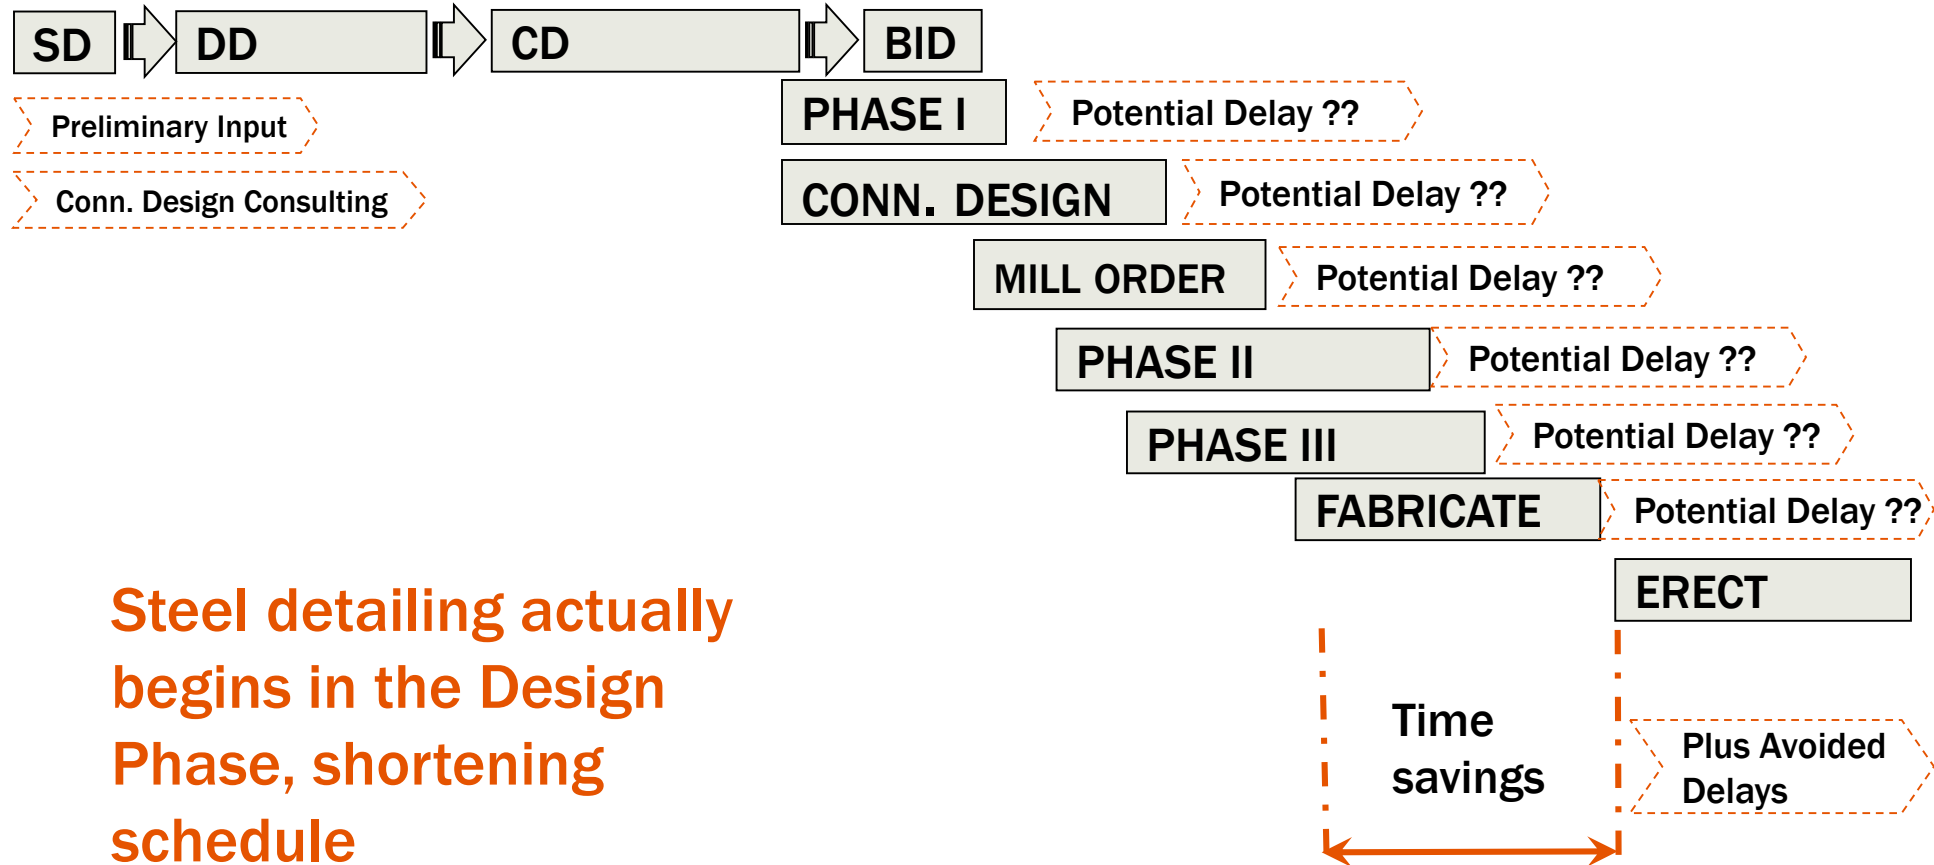 SD
DD
CD
BID
Preliminary Input
PHASE I
Potential Delay ??
Conn. Design Consulting
CONN. DESIGN
Potential Delay ??
MILL ORDER
Potential Delay ??
PHASE II
Potential Delay ??
PHASE III
Potential Delay ??
FABRICATE
Potential Delay ??
ERECT
Steel detailing actually
begins in the Design
Phase, shortening
schedule
Time
savings
Plus Avoided
Delays